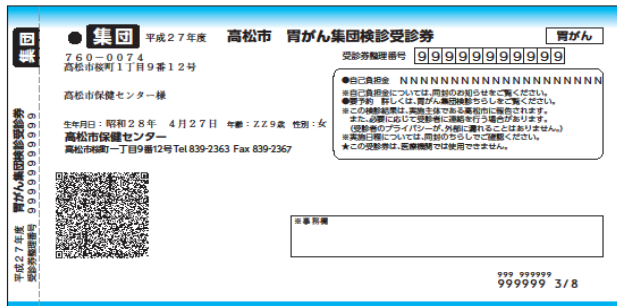 集団
平成27年度 胃がん集団検診受診券
受診券整理番号 99999999999
● 集団 平成27年度 高松市 胃がん集団検診受診券
胃がん
受診券整理番号 99999999999
760-0074
高松市桜町1丁目9番12号
高松市保健センター様
生年月日：昭和28年 4月27日 年齢：ZZ9歳 性別：女
高松市保健センター
高松市桜町一丁目9番12号 Tel 839-2363 Fax 839-2367
●自己負担金 NNNNNNNNNNNNNNNNNNNN
※自己負担金については、同封のお知らせをご覧ください。
●要予約 詳しくは、胃がん集団検診ちらしをご覧ください。
※この検診結果は、実施主体である高松市に報告されます。
また、必要に応じて受診者に連絡を行う場合があります。
（受診者のプライバシーが、外部に漏れることはありません。）
※実施日程については、同封のちらしでご確認ください。
★この受診券は、医療機関では使用できません。
※事務欄
999 999999
999999 3/8